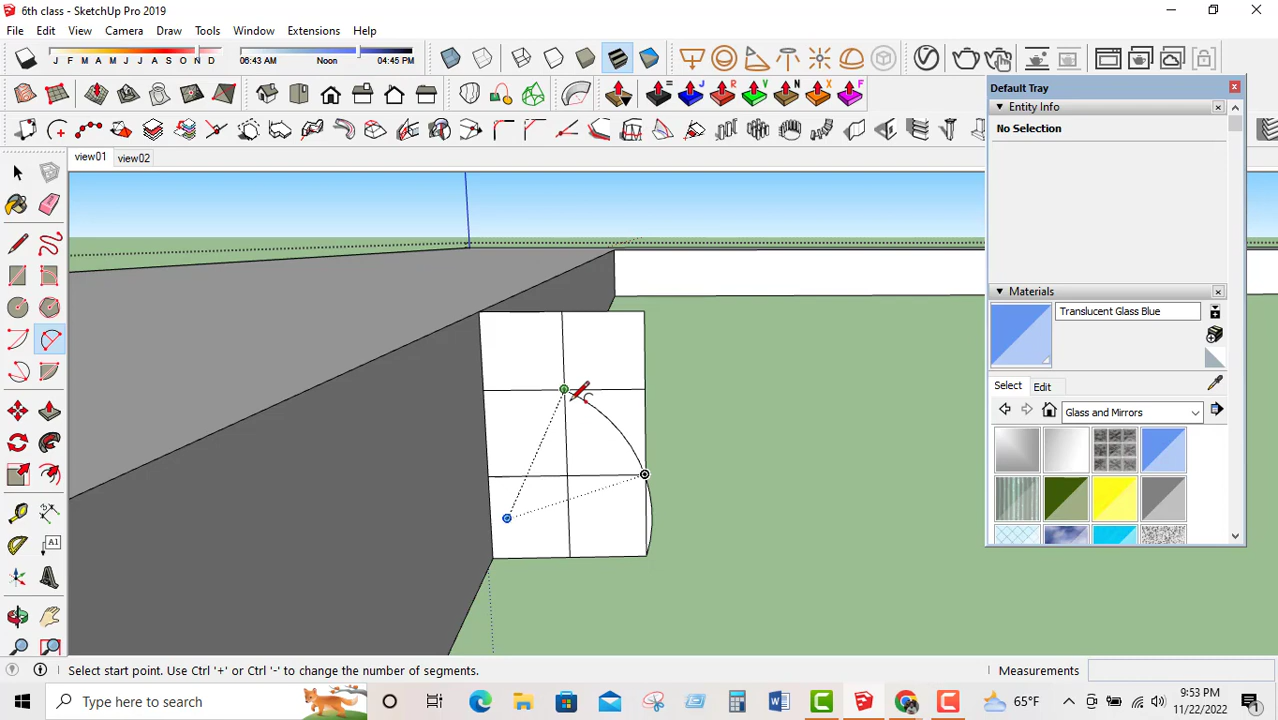 6th class - SketchUp Pro 2019
File Edit View Camera Draw Tools Window Extensions Help
J F M A M J J A S O N D 06:43 AM Noon 04:45 PM
= J R V N X F
view01 view02
Default Tray
Entity Info
No Selection
Materials
Translucent Glass Blue
Select Edit
Glass and Mirrors
A1
Select start point. Use Ctrl '+' or Ctrl '-' to change the number of segments.
Measurements
Type here to search
65°F
9:53 PM
11/22/2022